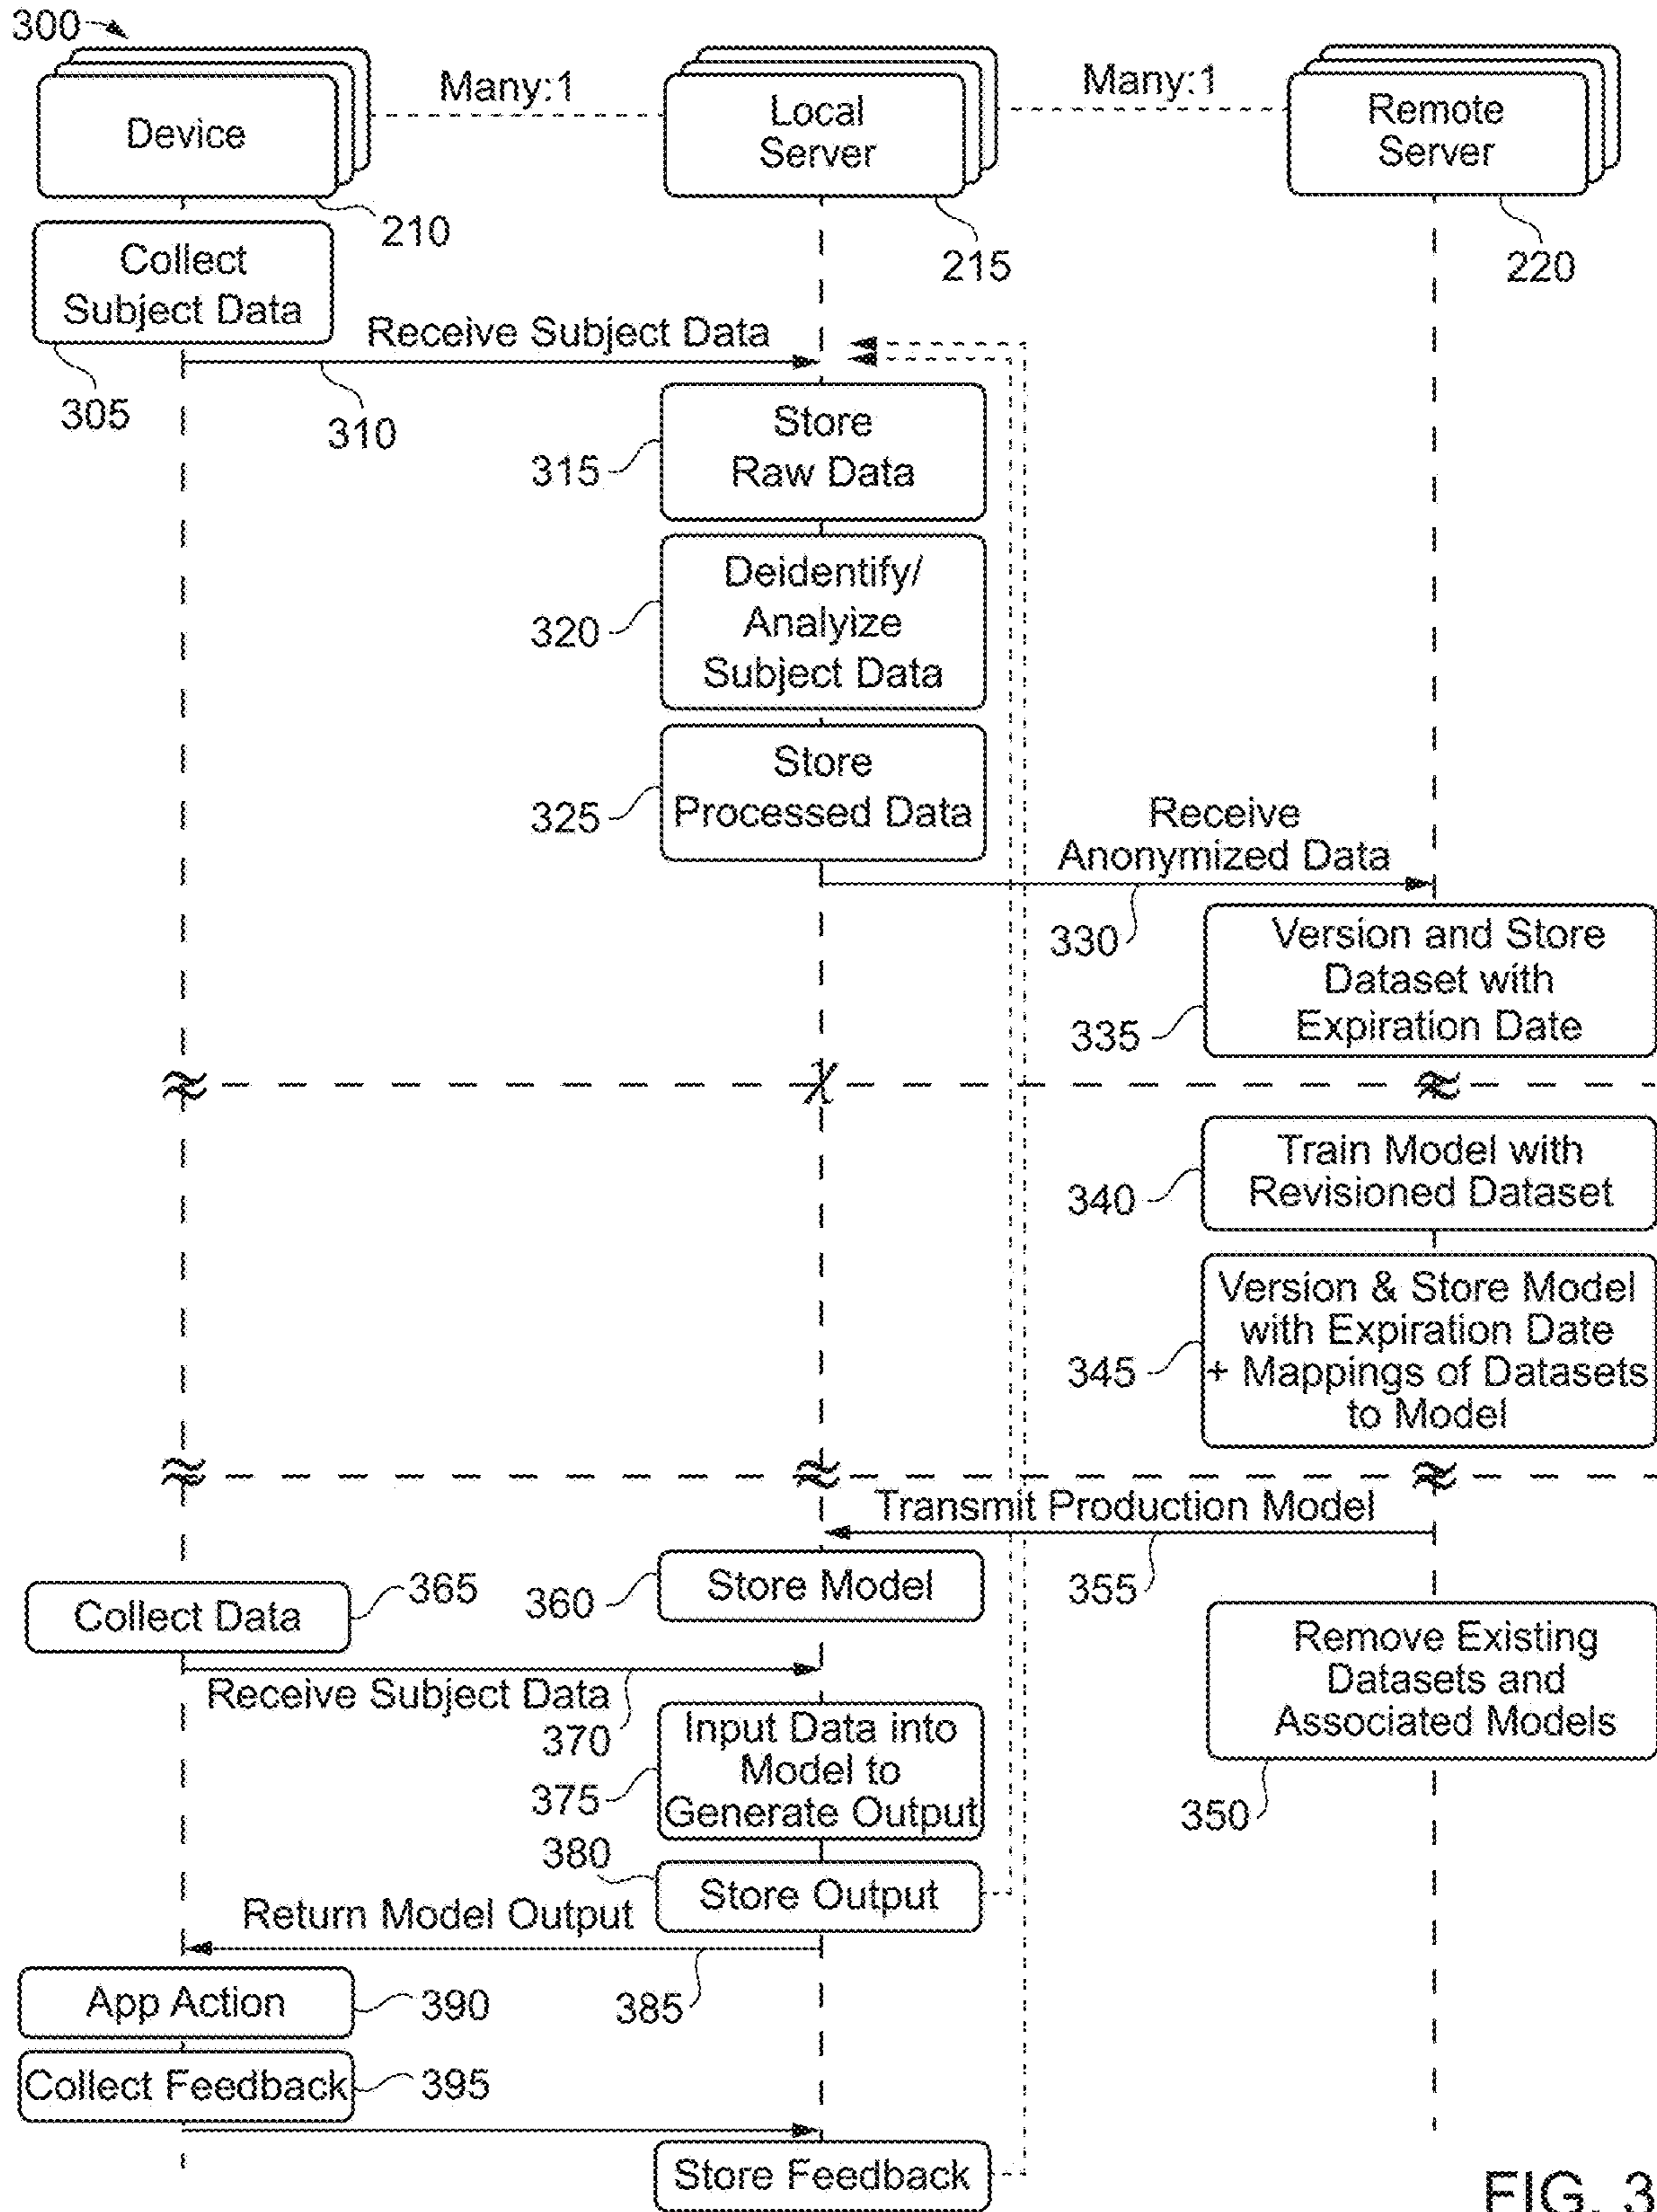 300
Many:1
Many:1
Device
Local
Server
Remote
Server
210
215
220
Collect
Subject Data
305
Receive Subject Data
310
Store
Raw Data
315
Deidentify/
Analyize
Subject Data
320
Store
Processed Data
325
Receive
Anonymized Data
330
Version and Store
Dataset with
Expiration Date
335
Train Model with
Revisioned Dataset
340
Version & Store Model
with Expiration Date
+ Mappings of Datasets
to Model
345
Transmit Production Model
355
Store Model
360
Collect Data
365
Receive Subject Data
370
Remove Existing
Datasets and
Associated Models
350
Input Data into
Model to
Generate Output
375
380
Store Output
Return Model Output
385
App Action
390
Collect Feedback
395
Store Feedback
FIG. 3